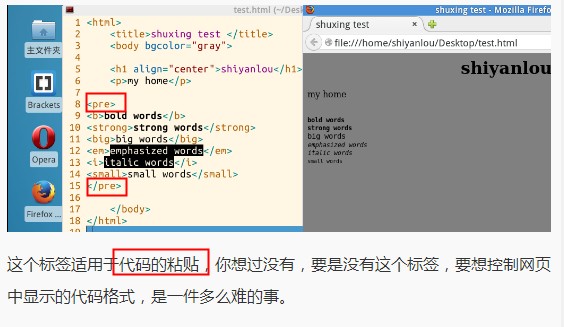 test.html (~/De
shuxing test - Mozilla Firefo
主文件夹
Brackets
Opera
Firefox ...
1 <html>
2 <title>shuxing test </title>
3 <body bgcolor="gray">
4
5 <h1 align="center">shiyanlou</h1>
6 <p>my home</p>
7
8 <pre>
9 <b>bold words</b>
10 <strong>strong words</strong>
11 <big>big words</big>
12 <em>emphasized words</em>
13 <i>italic words</i>
14 <small>small words</small>
15 </pre>
16
17 </body>
18 </html>
shuxing test
file:///home/shiyanlou/Desktop/test.html
shiyanlou
my home
bold words
strong words
big words
emphasized words
italic words
small words
这个标签适用于代码的粘贴，你想过没有，要是没有这个标签，要想控制网页
中显示的代码格式，是一件多么难的事。